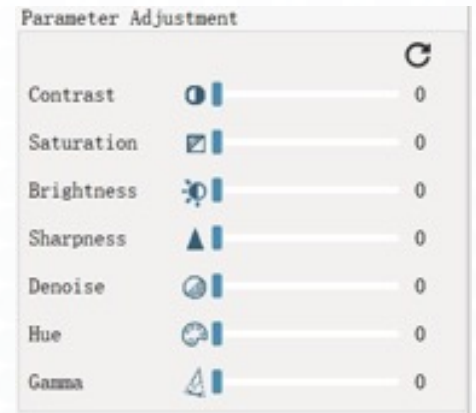 Parameter Adjustment
Contrast 0
Saturation 0
Brightness 0
Sharpness 0
Denoise 0
Hue 0
Gamma 0